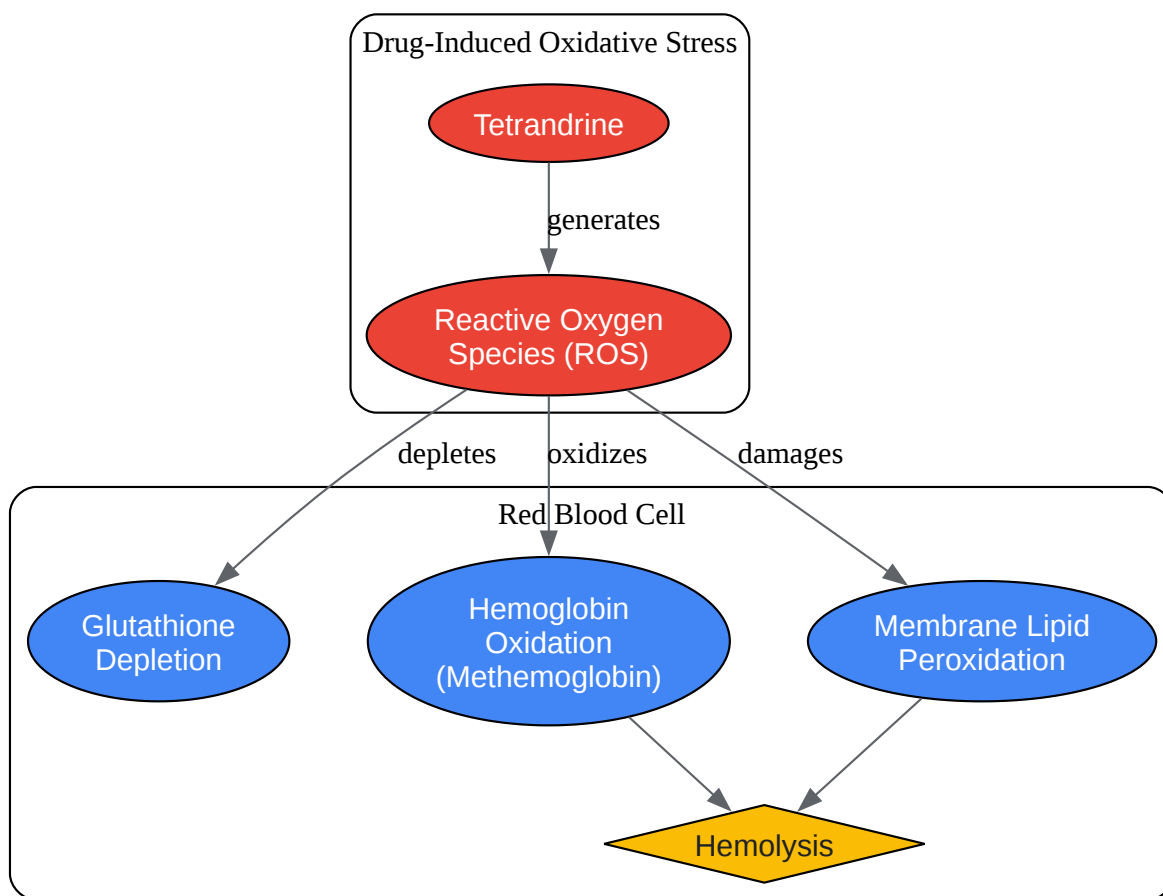 Drug-Induced Oxidative Stress
Tetrandrine
generates
Reactive Oxygen
Species (ROS)
depletes
oxidizes
damages
Red Blood Cell
Glutathione
Depletion
Hemoglobin
Oxidation
(Methemoglobin)
Membrane Lipid
Peroxidation
Hemolysis